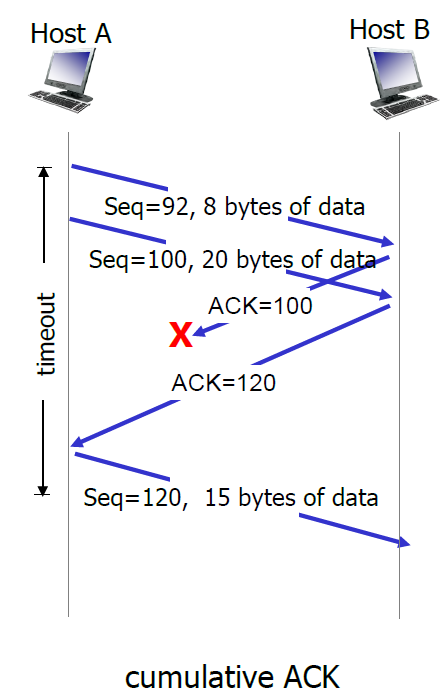 Host A
Host B
Seq=92, 8 bytes of data
Seq=100, 20 bytes of data
ACK=100
X
timeout
ACK=120
Seq=120,  15 bytes of data
cumulative ACK